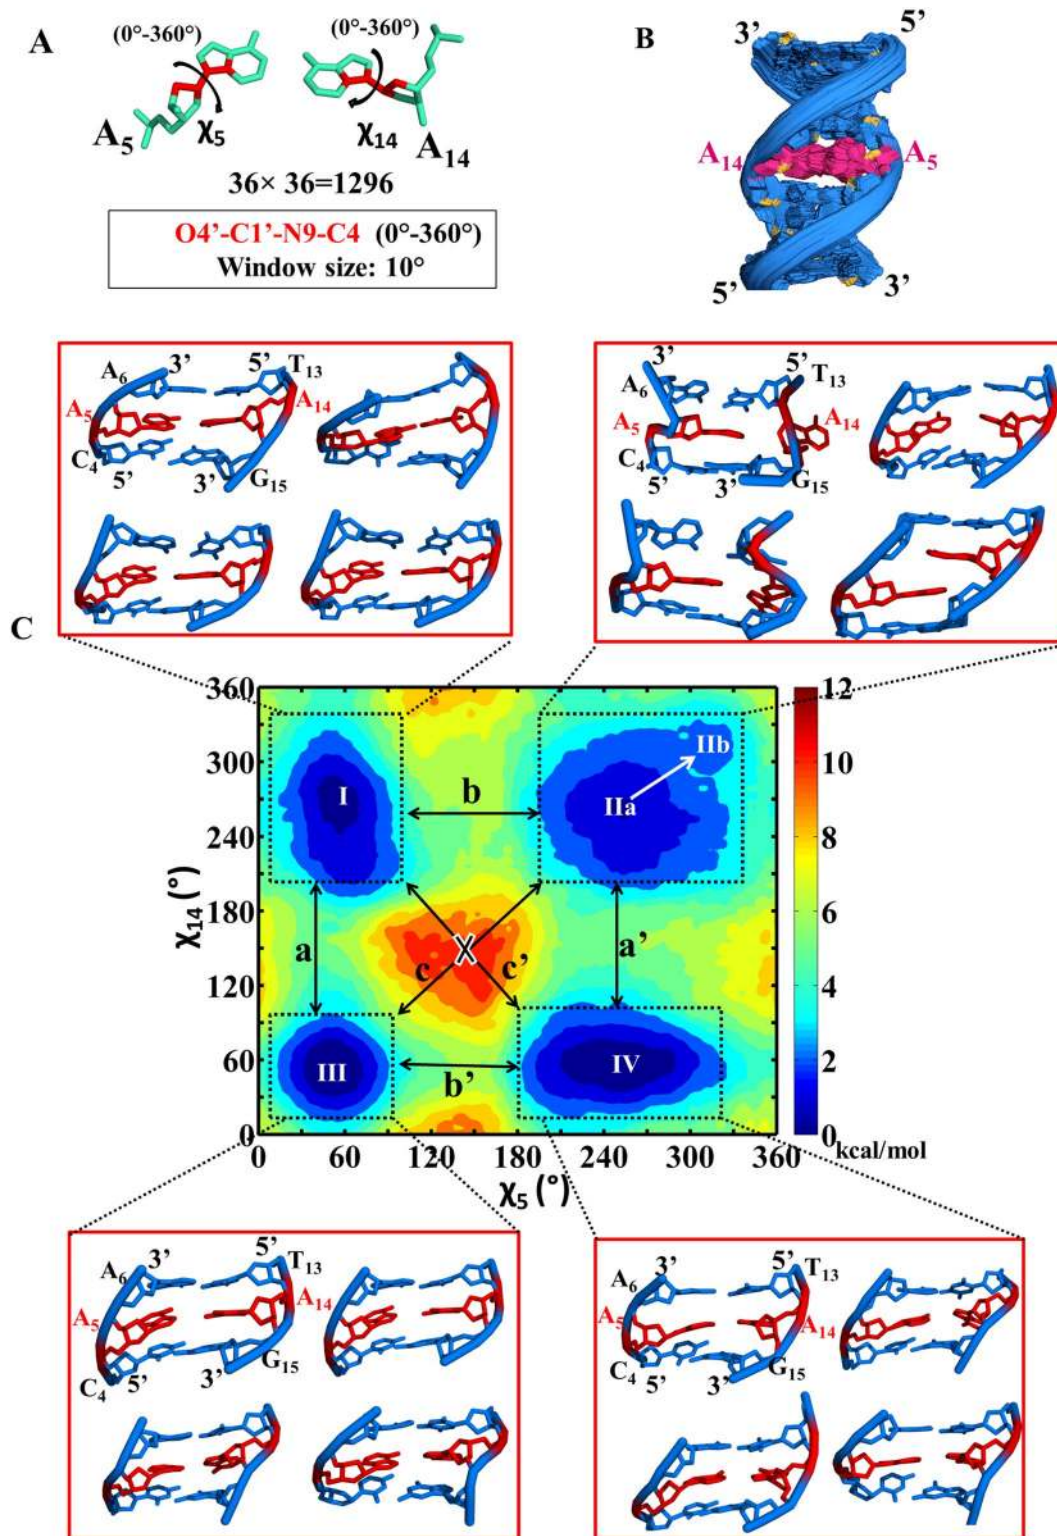 A
(0°-360°)
(0°-360°)
A₅
χ₅
χ₁₄
A₁₄
36× 36=1296
O4’-C1’-N9-C4 (0°-360°)
Window size: 10°
B
3’
5’
A₁₄
A₅
5’
3’
A₆
3’
5’
T₁₃
A₅
A₁₄
C₄
5’
3’
G₁₅
3’
5’
A₆
T₁₃
A₅
A₁₄
C₄
5’
3’
G₁₅
C
360
300
240
180
120
60
0
χ₁₄ (°)
I
b
IIa
IIb
a
X
a’
c
c’
III
b’
IV
0
60
120
180
240
300
360
χ₅ (°)
12
10
8
6
4
2
0
kcal/mol
A₆
3’
5’
T₁₃
A₅
A₁₄
C₄
5’
3’
G₁₅
A₆
3’
5’
T₁₃
A₅
A₁₄
C₄
5’
3’
G₁₅